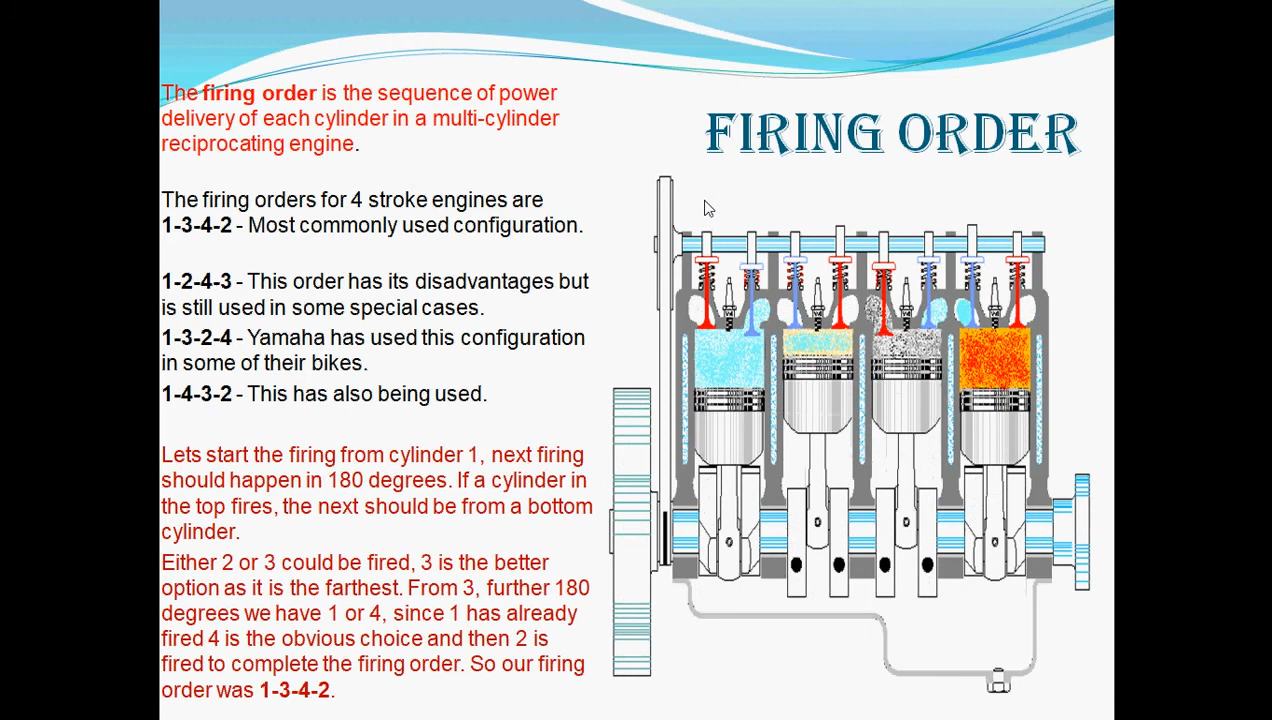 The firing order is the sequence of power
delivery of each cylinder in a multi-cylinder
reciprocating engine.
FIRING ORDER
The firing orders for 4 stroke engines are
1-3-4-2 - Most commonly used configuration.
1-2-4-3 - This order has its disadvantages but
is still used in some special cases.
1-3-2-4 - Yamaha has used this configuration
in some of their bikes.
1-4-3-2 - This has also being used.
Lets start the firing from cylinder 1, next firing
should happen in 180 degrees. If a cylinder in
the top fires, the next should be from a bottom
cylinder.
Either 2 or 3 could be fired, 3 is the better
option as it is the farthest. From 3, further 180
degrees we have 1 or 4, since 1 has already
fired 4 is the obvious choice and then 2 is
fired to complete the firing order. So our firing
order was 1-3-4-2.